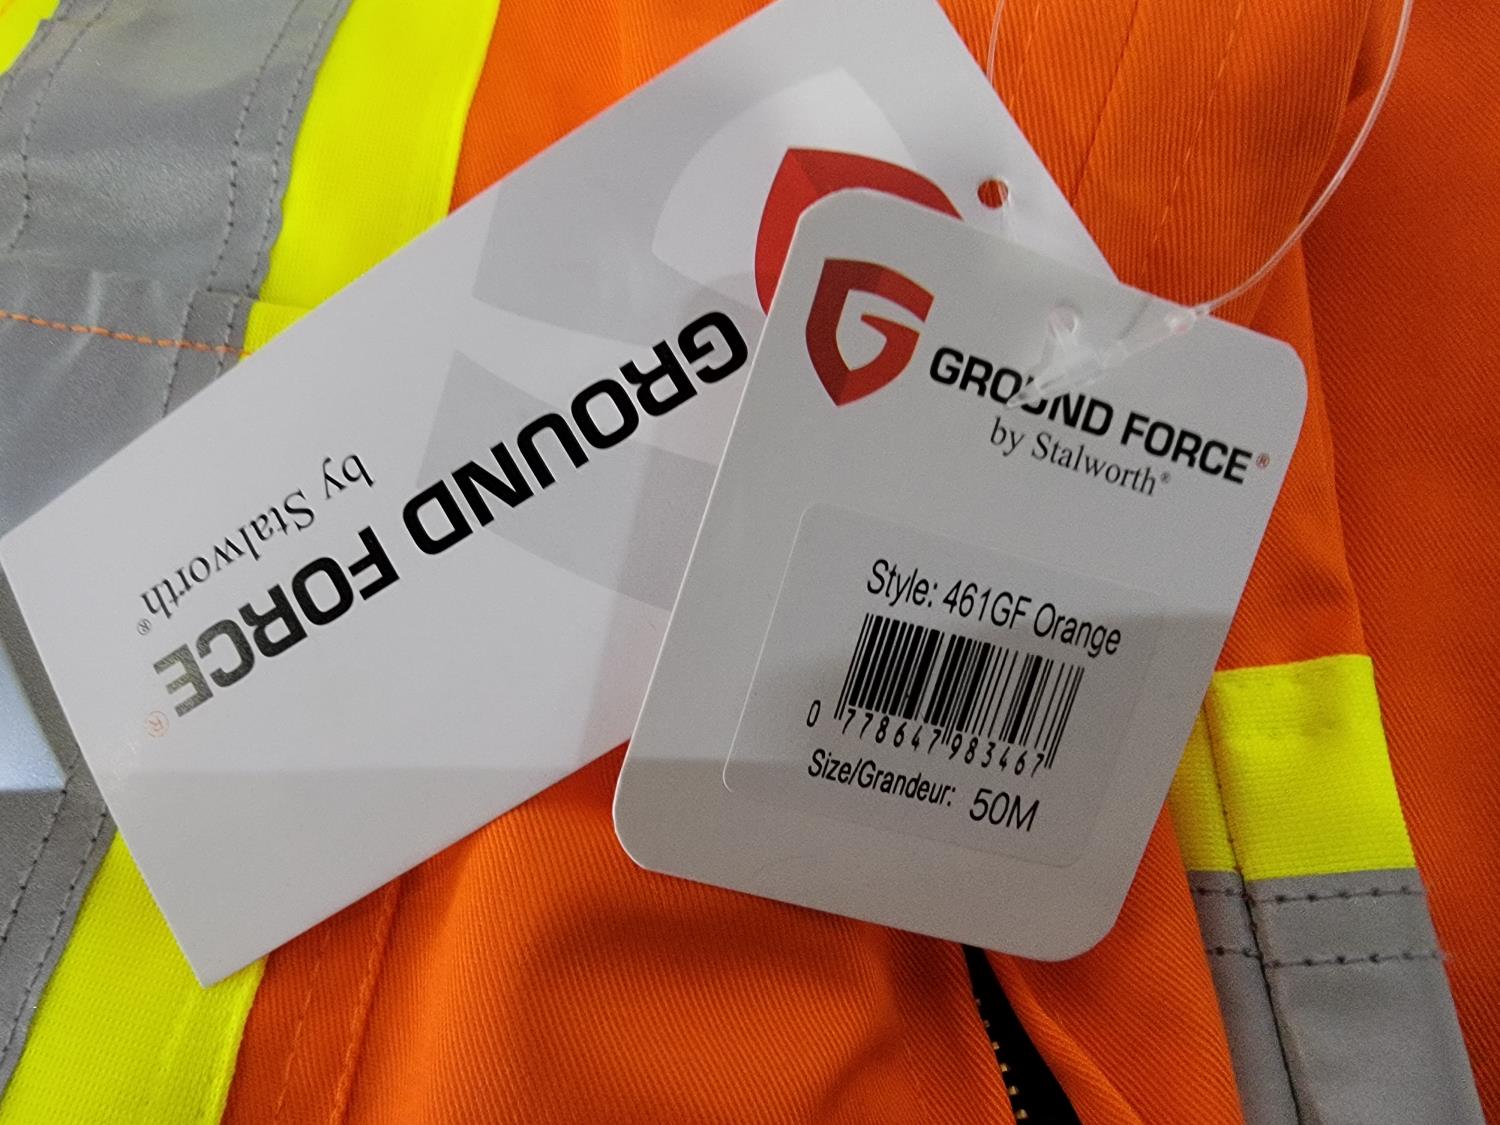 GROUND FORCE®
by Stalworth®
GROUND FORCE®
by Stalworth®
Style: 461GF Orange
0 778647 983467
Size/Grandeur: 50M